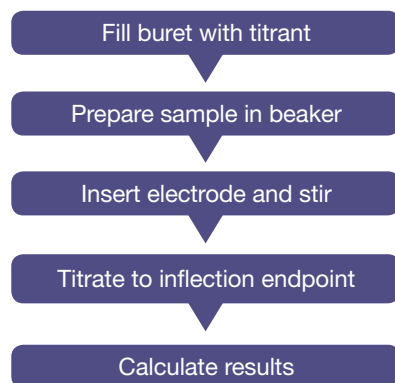 Fill buret with titrant
Prepare sample in beaker
Insert electrode and stir
Titrate to inflection endpoint
Calculate results